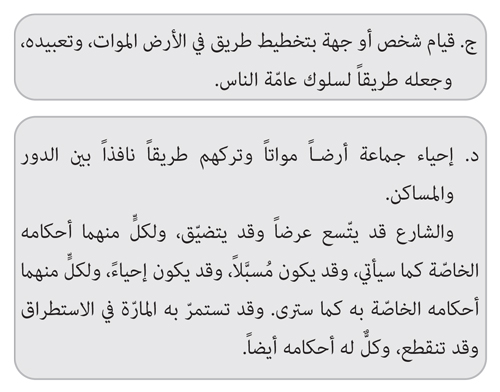 ج. قيام شخص أو جهة بتخطيط طريق في الأرض الموات، وتعبيده،
وجعله طريقاً لسلوك عامّة الناس.
د. إحياء جماعة أرضـاً مواتاً وتركهم طريقاً نافذاً بين الدور
والمساكن.
والشارع قد يتّسع عرضاً وقد يتضيّق، ولكلٍّ منهما أحكامه
الخاصّة كما سيأتي، وقد يكون مُسبَّلاً، وقد يكون إحياءً، ولكلٍّ منهما
أحكامه الخاصّة به كما سترى. وقد تستمرّ به المارّة في الاستطراق
وقد تنقطع، وكلٌّ له أحكامه أيضاً.